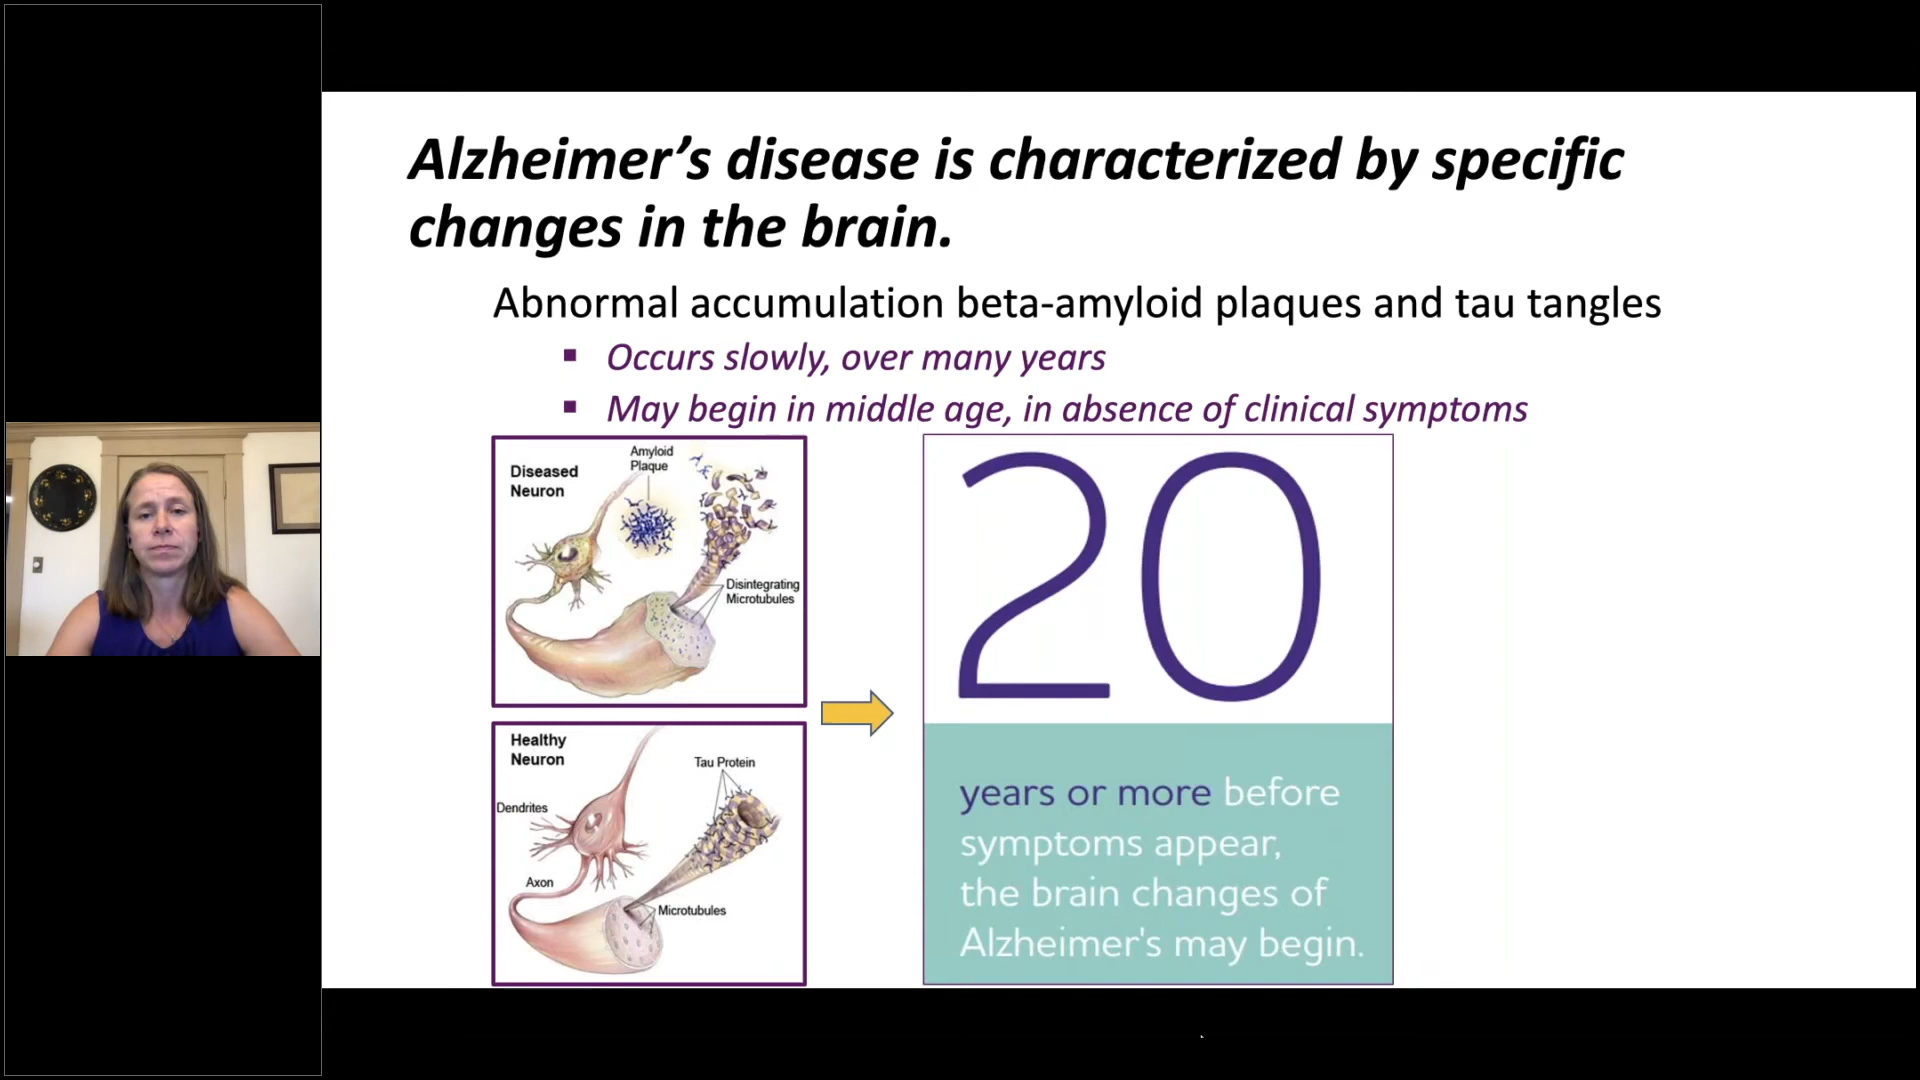 Alzheimer’s disease is characterized by specific
changes in the brain.
Abnormal accumulation beta-amyloid plaques and tau tangles
▪ Occurs slowly, over many years
▪ May begin in middle age, in absence of clinical symptoms
Diseased
Neuron
Amyloid
Plaque
Disintegrating
Microtubules
Healthy
Neuron
Tau Protein
Dendrites
Axon
Microtubules
20
years or more before
symptoms appear,
the brain changes of
Alzheimer's may begin.